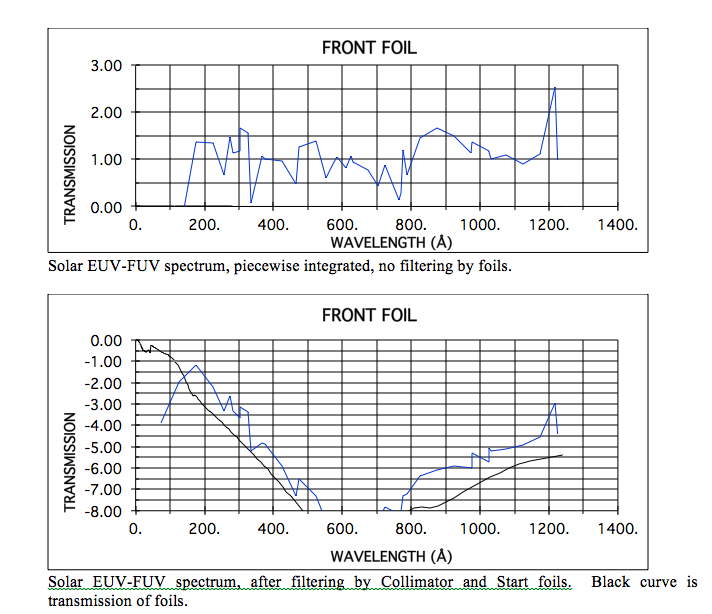 FRONT FOIL
3.00
2.00
1.00
0.00
TRANSMISSION
0. 200. 400. 600. 800. 1000. 1200. 1400.
WAVELENGTH (Å)
Solar EUV-FUV spectrum, piecewise integrated, no filtering by foils.
FRONT FOIL
0.00
-1.00
-2.00
-3.00
-4.00
-5.00
-6.00
-7.00
-8.00
TRANSMISSION
0. 200. 400. 600. 800. 1000. 1200. 1400.
WAVELENGTH (Å)
Solar EUV-FUV spectrum, after filtering by Collimator and Start foils. Black curve is
transmission of foils.